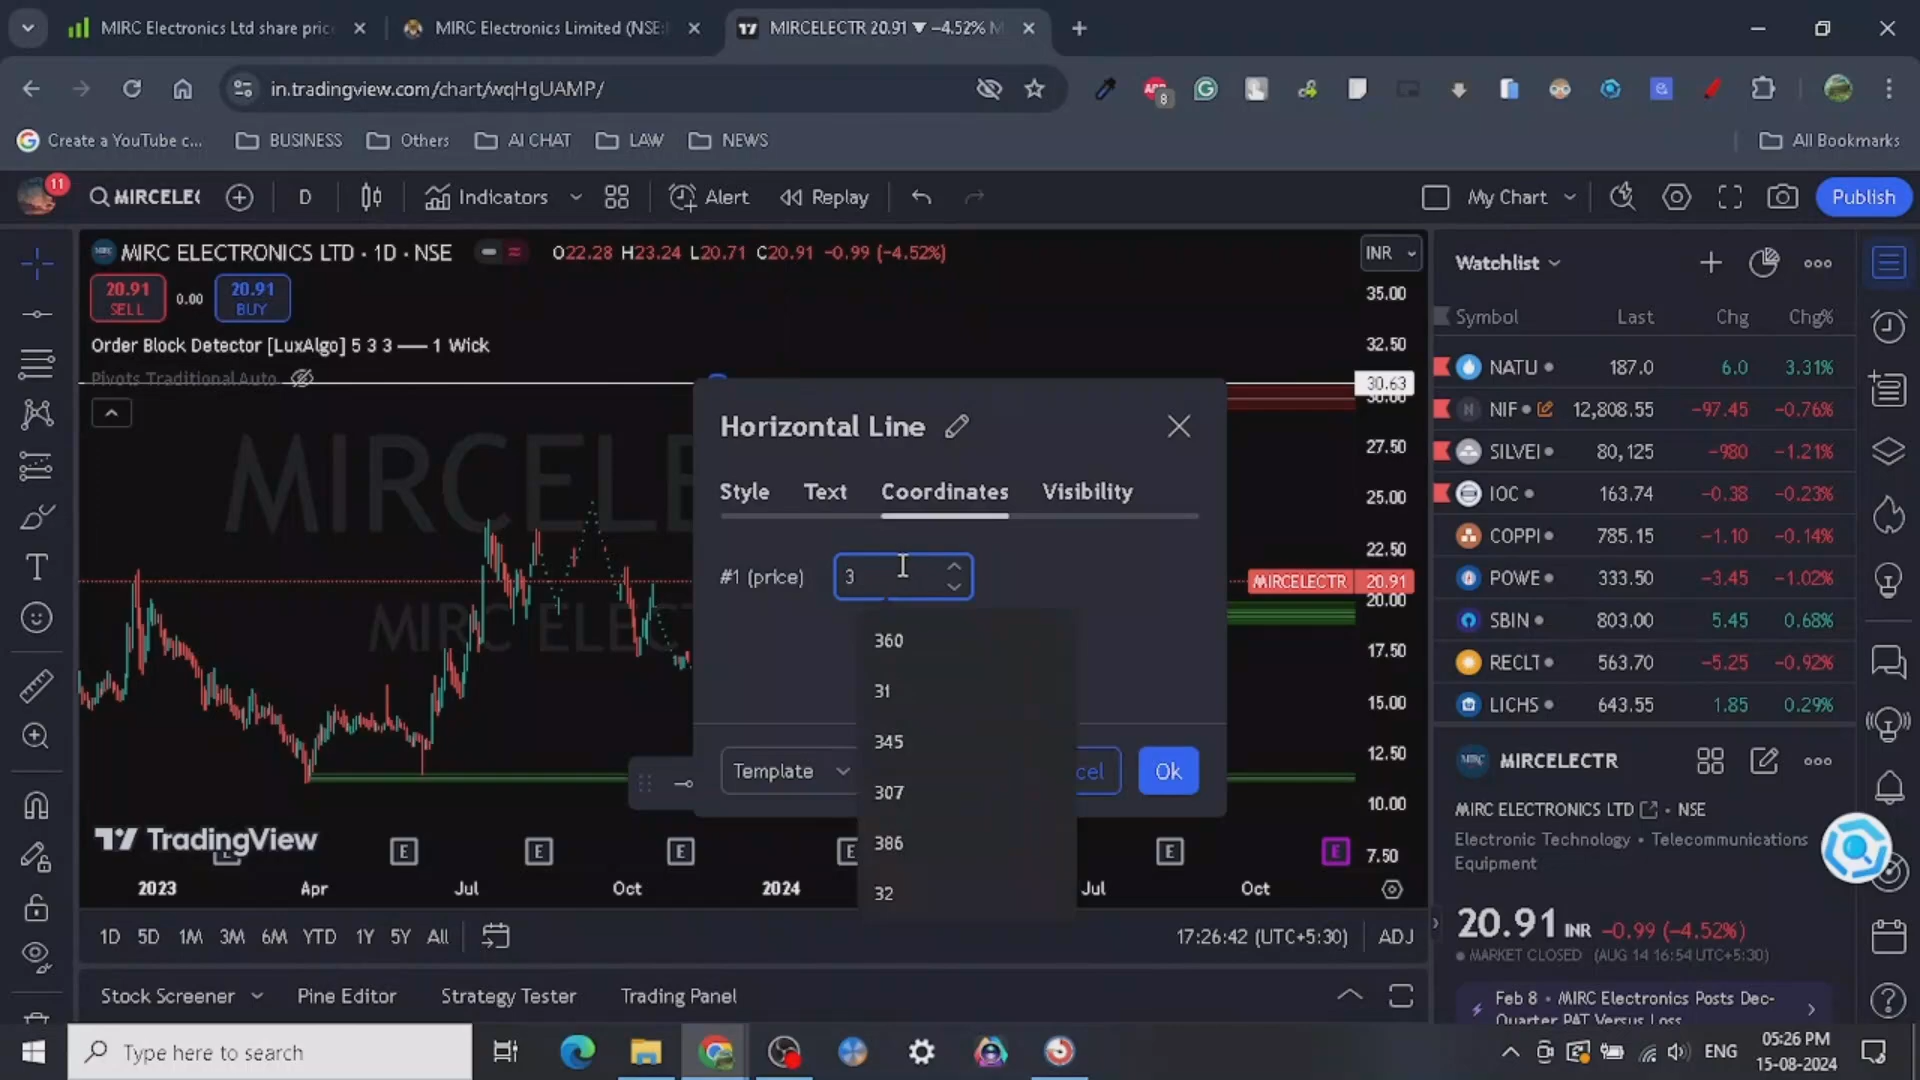 MIRC Electronics Ltd share pric
MIRC Electronics Limited (NSE:
MIRCELECTR 20.91 ▼ −4.52% M
in.tradingview.com/chart/wqHgUAMP/
8
Create a YouTube c...
BUSINESS
Others
AI CHAT
LAW
NEWS
All Bookmarks
11
MIRCELE
D
Indicators
Alert
Replay
My Chart
Publish
MIRC ELECTRONICS LTD · 1D · NSE
O22.28 H23.24 L20.71 C20.91 −0.99 (−4.52%)
INR
20.91
SELL
0.00
20.91
BUY
Order Block Detector [LuxAlgo] 5 3 3 —— 1 Wick
Pivots Traditional Auto
35.00
32.50
30.63
30.00
27.50
25.00
22.50
MIRCELECTR 20.91
20.00
17.50
15.00
12.50
10.00
7.50
MIRCELE
MIRC ELECT
Horizontal Line
Style
Text
Coordinates
Visibility
#1 (price)
3
360
31
345
307
386
32
Template
cel
Ok
TradingView
E
E
E
E
E
E
E
2023
Apr
Jul
Oct
2024
Jul
Oct
1D 5D 1M 3M 6M YTD 1Y 5Y All
17:26:42 (UTC+5:30)
ADJ
Stock Screener
Pine Editor
Strategy Tester
Trading Panel
Watchlist
Symbol Last Chg Chg%
NATU 187.0 6.0 3.31%
NIF 12,808.55 −97.45 −0.76%
SILVEI 80,125 −980 −1.21%
IOC 163.74 −0.38 −0.23%
COPPI 785.15 −1.10 −0.14%
POWE 333.50 −3.45 −1.02%
SBIN 803.00 5.45 0.68%
RECLT 563.70 −5.25 −0.92%
LICHS 643.55 1.85 0.29%
MIRCELECTR
MIRC ELECTRONICS LTD · NSE
Electronic Technology • Telecommunications
Equipment
20.91 INR −0.99 (−4.52%)
MARKET CLOSED (AUG 14 16:54 UTC+5:30)
Feb 8 • MIRC Electronics Posts Dec-
Quarter PAT Versus Loss
Type here to search
ENG
05:26 PM
15-08-2024